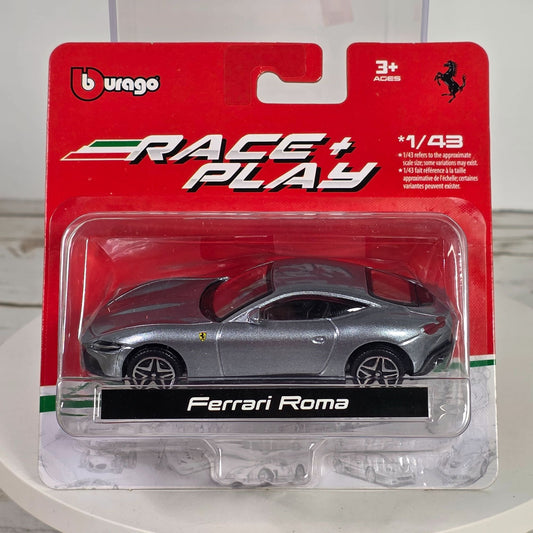 burago
3+
AGES
RACE+
PLAY
*1/43
* 1/43 refers to the approximate
scale size; some variations may exist.
* 1/43 fait référence à la taille
approximative de l'échelle; certaines
variantes peuvent exister.
Ferrari Roma